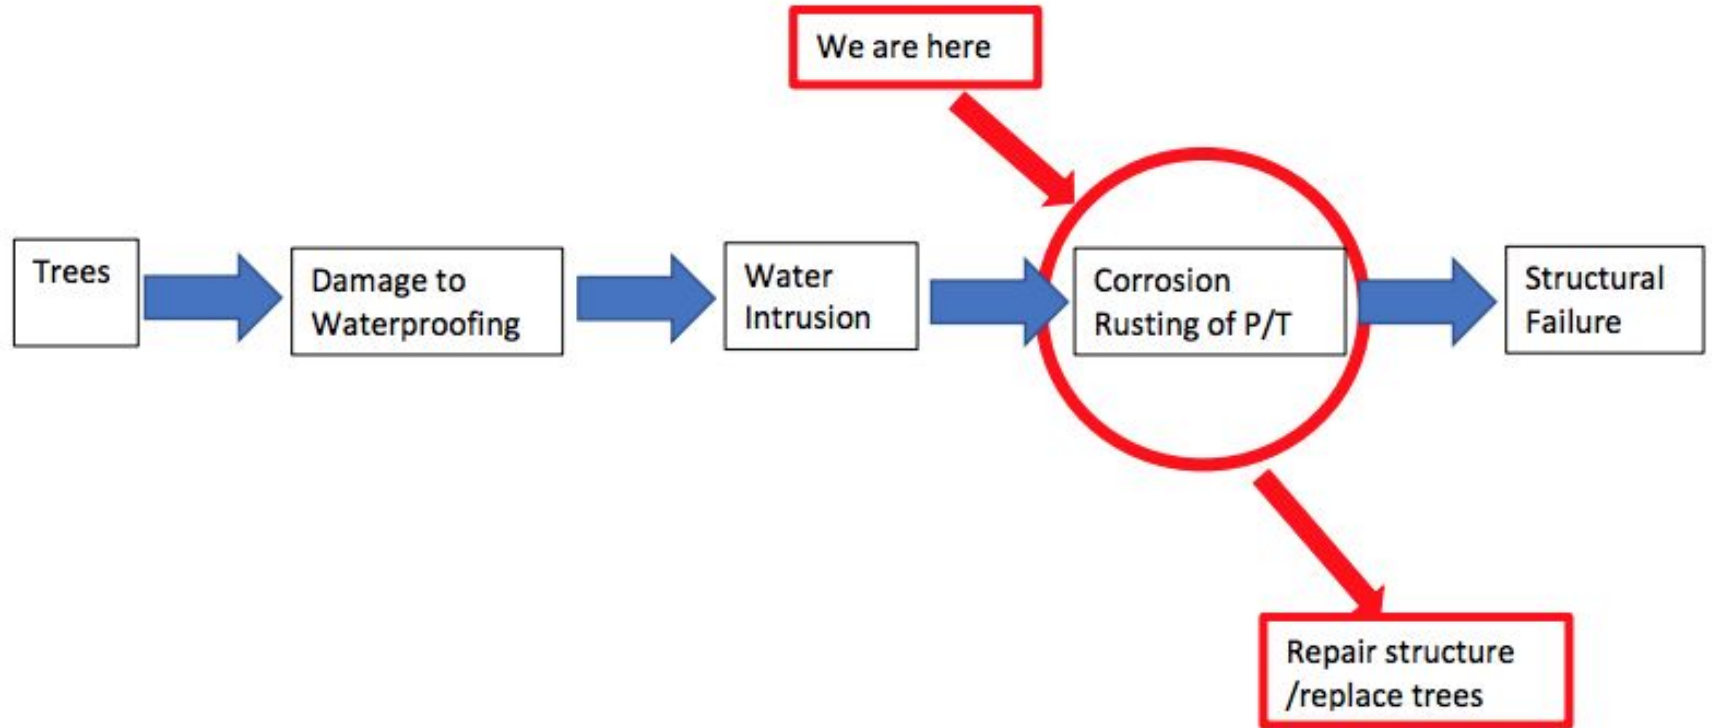 We are here
Trees
Damage to
Waterproofing
Water
Intrusion
Corrosion
Rusting of P/T
Structural
Failure
Repair structure
/replace trees